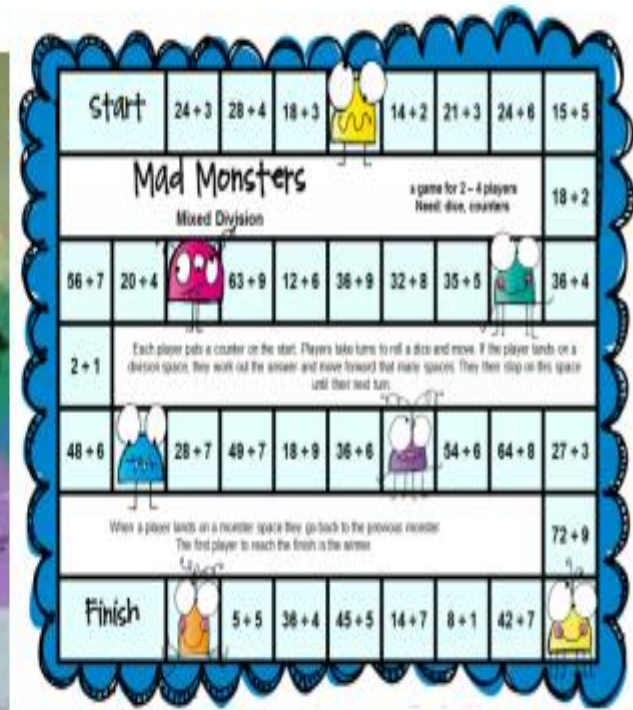 start 24 ÷ 3 28 ÷ 4 18 ÷ 3 14 ÷ 2 21 ÷ 3 24 ÷ 6 15 ÷ 5
Mad Monsters
Mixed Division
a game for 2 – 4 players
Need: dice, counters
18 ÷ 2
56 ÷ 7 20 ÷ 4 63 ÷ 9 12 ÷ 6 36 ÷ 9 32 ÷ 8 35 ÷ 5 36 ÷ 4
2 ÷ 1
Each player puts a counter on the start. Players take turns to roll a dice and move. If the player lands on a
division space, they work out the answer and move forward that many spaces. They then stop on this space
until their next turn.
48 ÷ 6 28 ÷ 7 49 ÷ 7 18 ÷ 9 36 ÷ 6 54 ÷ 6 64 ÷ 8 27 ÷ 3
When a player lands on a monster space they go back to the previous monster.
The first player to reach the finish is the winner.
72 ÷ 9
Finish 5 ÷ 5 36 ÷ 4 45 ÷ 5 14 ÷ 7 8 ÷ 1 42 ÷ 7